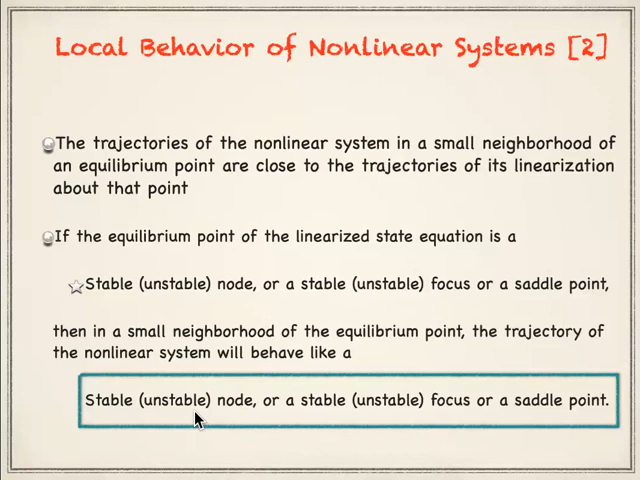 Local Behavior of Nonlinear Systems [2]
The trajectories of the nonlinear system in a small neighborhood of
an equilibrium point are close to the trajectories of its linearization
about that point
If the equilibrium point of the linearized state equation is a
Stable (unstable) node, or a stable (unstable) focus or a saddle point,
then in a small neighborhood of the equilibrium point, the trajectory of
the nonlinear system will behave like a
Stable (unstable) node, or a stable (unstable) focus or a saddle point.